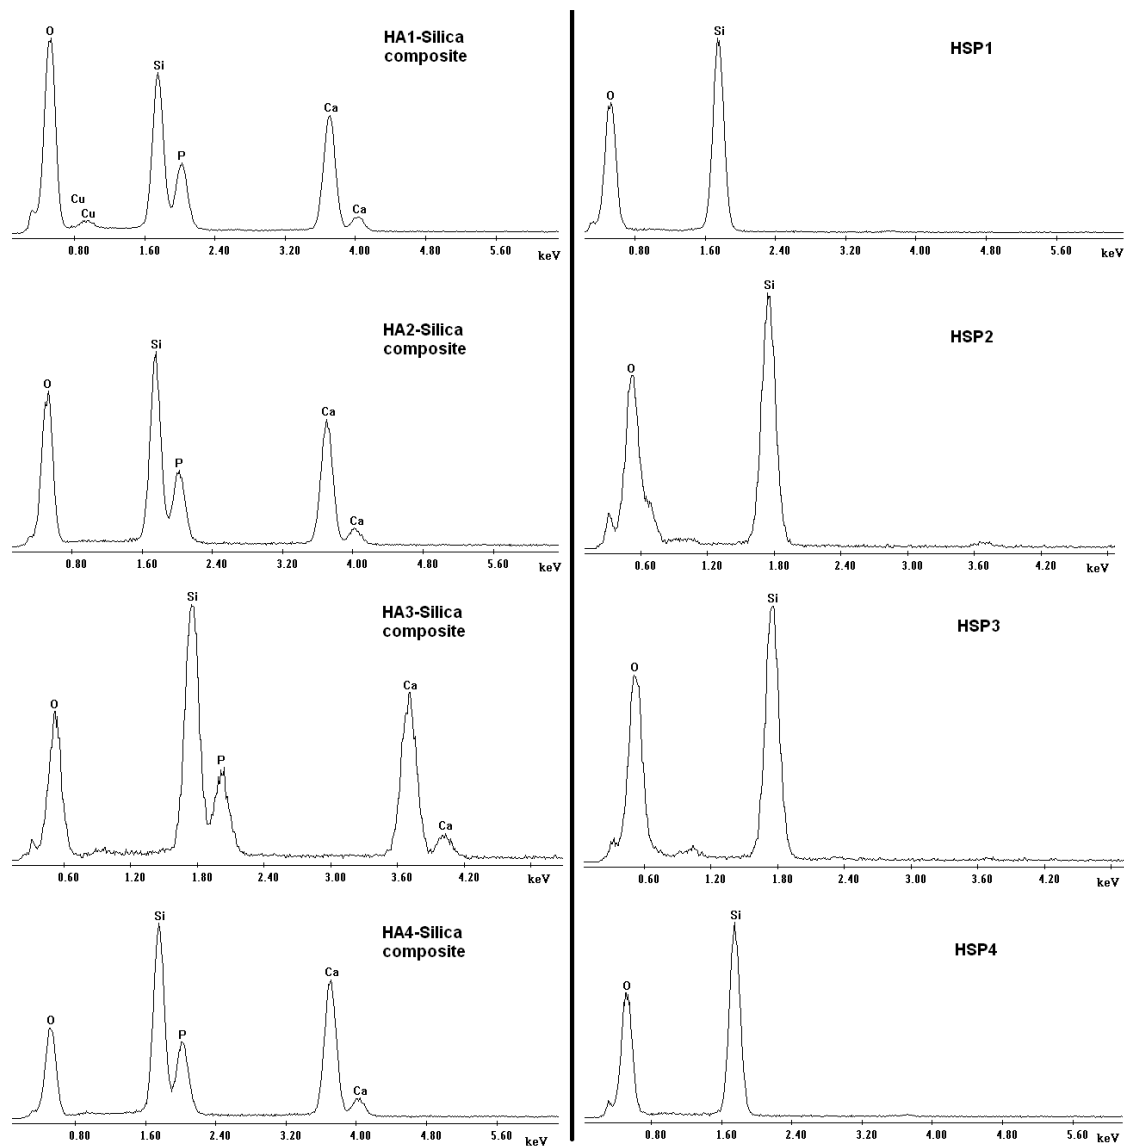 HA1-Silica
composite
O
Si
Ca
P
Cu
Cu
Ca
0.80 1.60 2.40 3.20 4.00 4.80 5.60
keV
HSP1
Si
O
0.80 1.60 2.40 3.20 4.00 4.80 5.60
keV
HA2-Silica
composite
Si
O
Ca
P
Ca
0.80 1.60 2.40 3.20 4.00 4.80 5.60
keV
HSP2
Si
O
0.60 1.20 1.80 2.40 3.00 3.60 4.20
keV
HA3-Silica
composite
Si
O
Ca
P
Ca
0.60 1.20 1.80 2.40 3.00 3.60 4.20
keV
HSP3
Si
O
0.60 1.20 1.80 2.40 3.00 3.60 4.20
keV
HA4-Silica
composite
Si
Ca
O
P
Ca
0.80 1.60 2.40 3.20 4.00 4.80 5.60
keV
HSP4
Si
O
0.80 1.60 2.40 3.20 4.00 4.80 5.60
keV